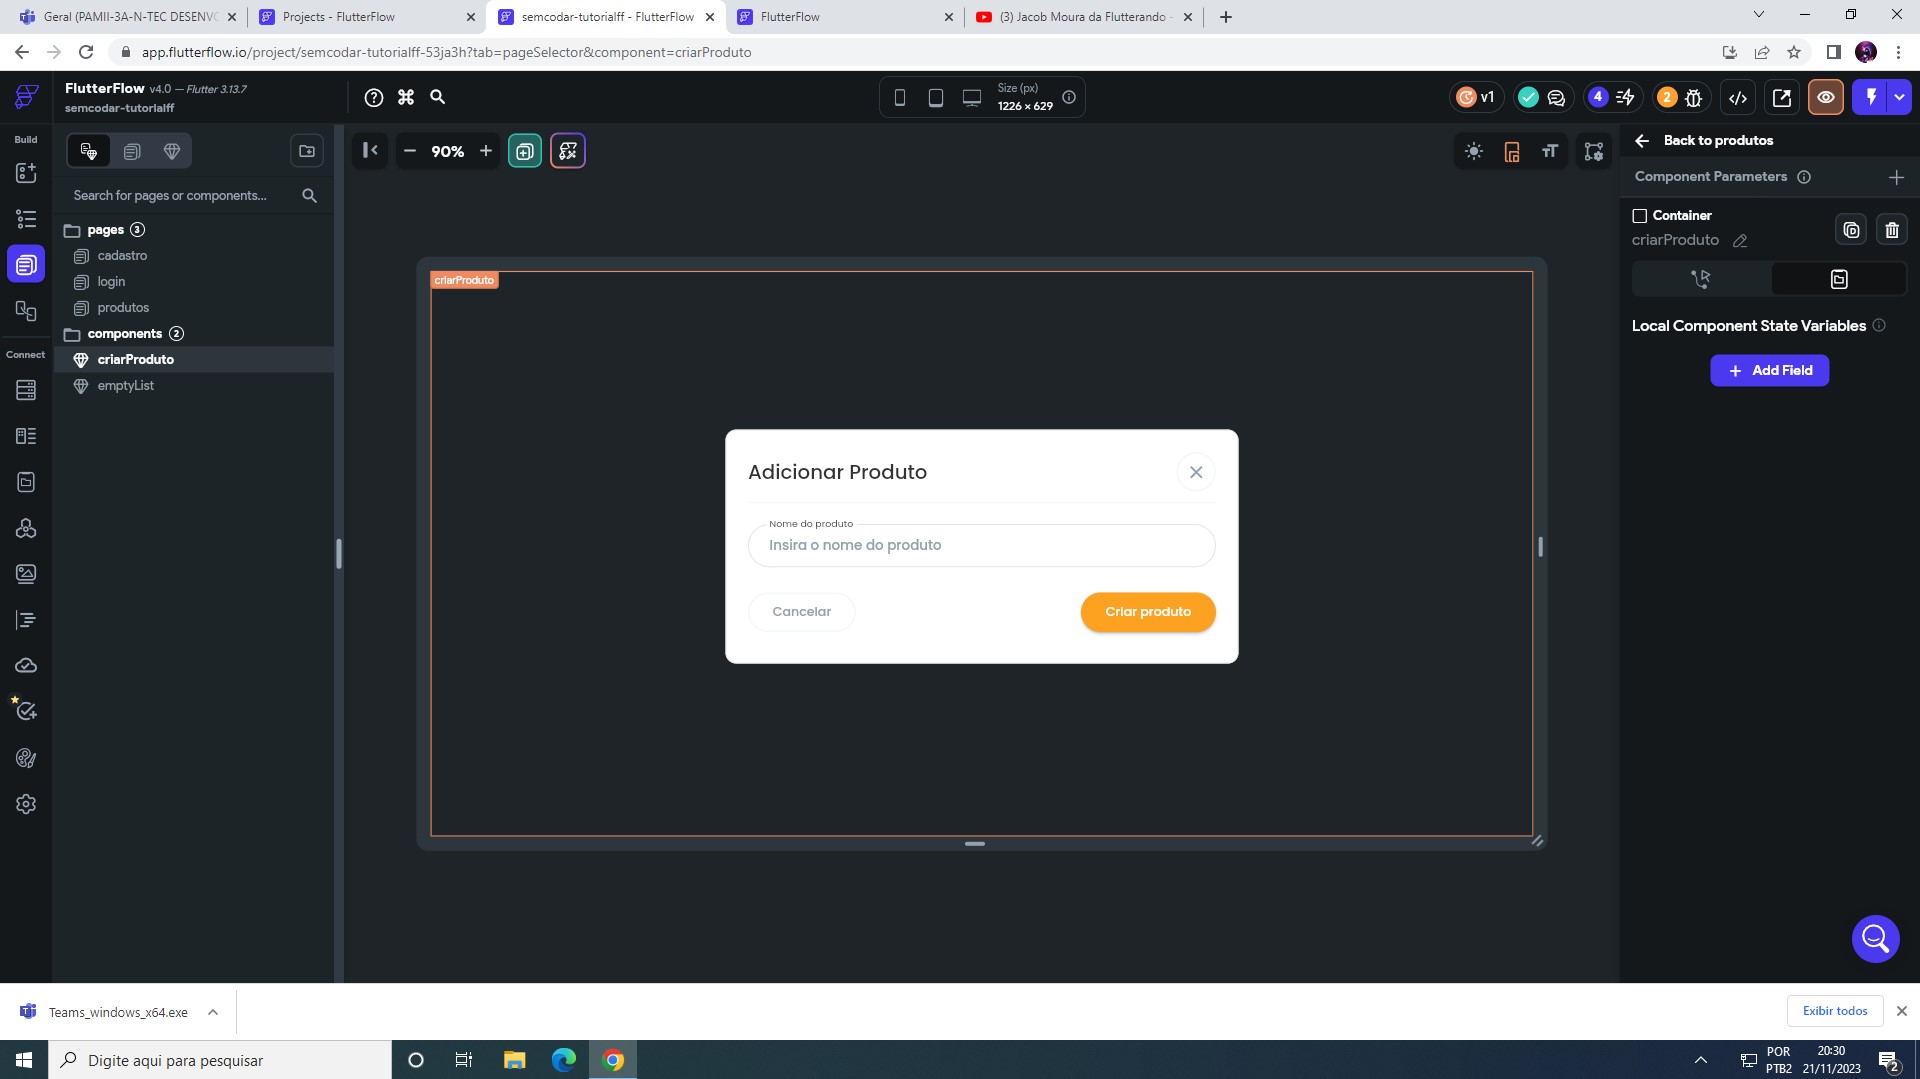 Geral (PAMII-3A-N-TEC DESENVO
Projects - FlutterFlow
semcodar-tutorialff - FlutterFlow
FlutterFlow
(3) Jacob Moura da Flutterando -
app.flutterflow.io/project/semcodar-tutorialff-53ja3h?tab=pageSelector&component=criarProduto
FlutterFlow v4.0 — Flutter 3.13.7
semcodar-tutorialff
Size (px)
1226 × 629
v1
4
2
Build
90%
Back to produtos
Search for pages or components...
Component Parameters
pages 3
Container
cadastro
criarProduto
login
produtos
components 2
criarProduto
Local Component State Variables
Connect
criarProduto
Add Field
emptyList
Adicionar Produto
Nome do produto
Insira o nome do produto
Cancelar
Criar produto
Teams_windows_x64.exe
Exibir todos
Digite aqui para pesquisar
POR
PTB2
20:30
21/11/2023
2